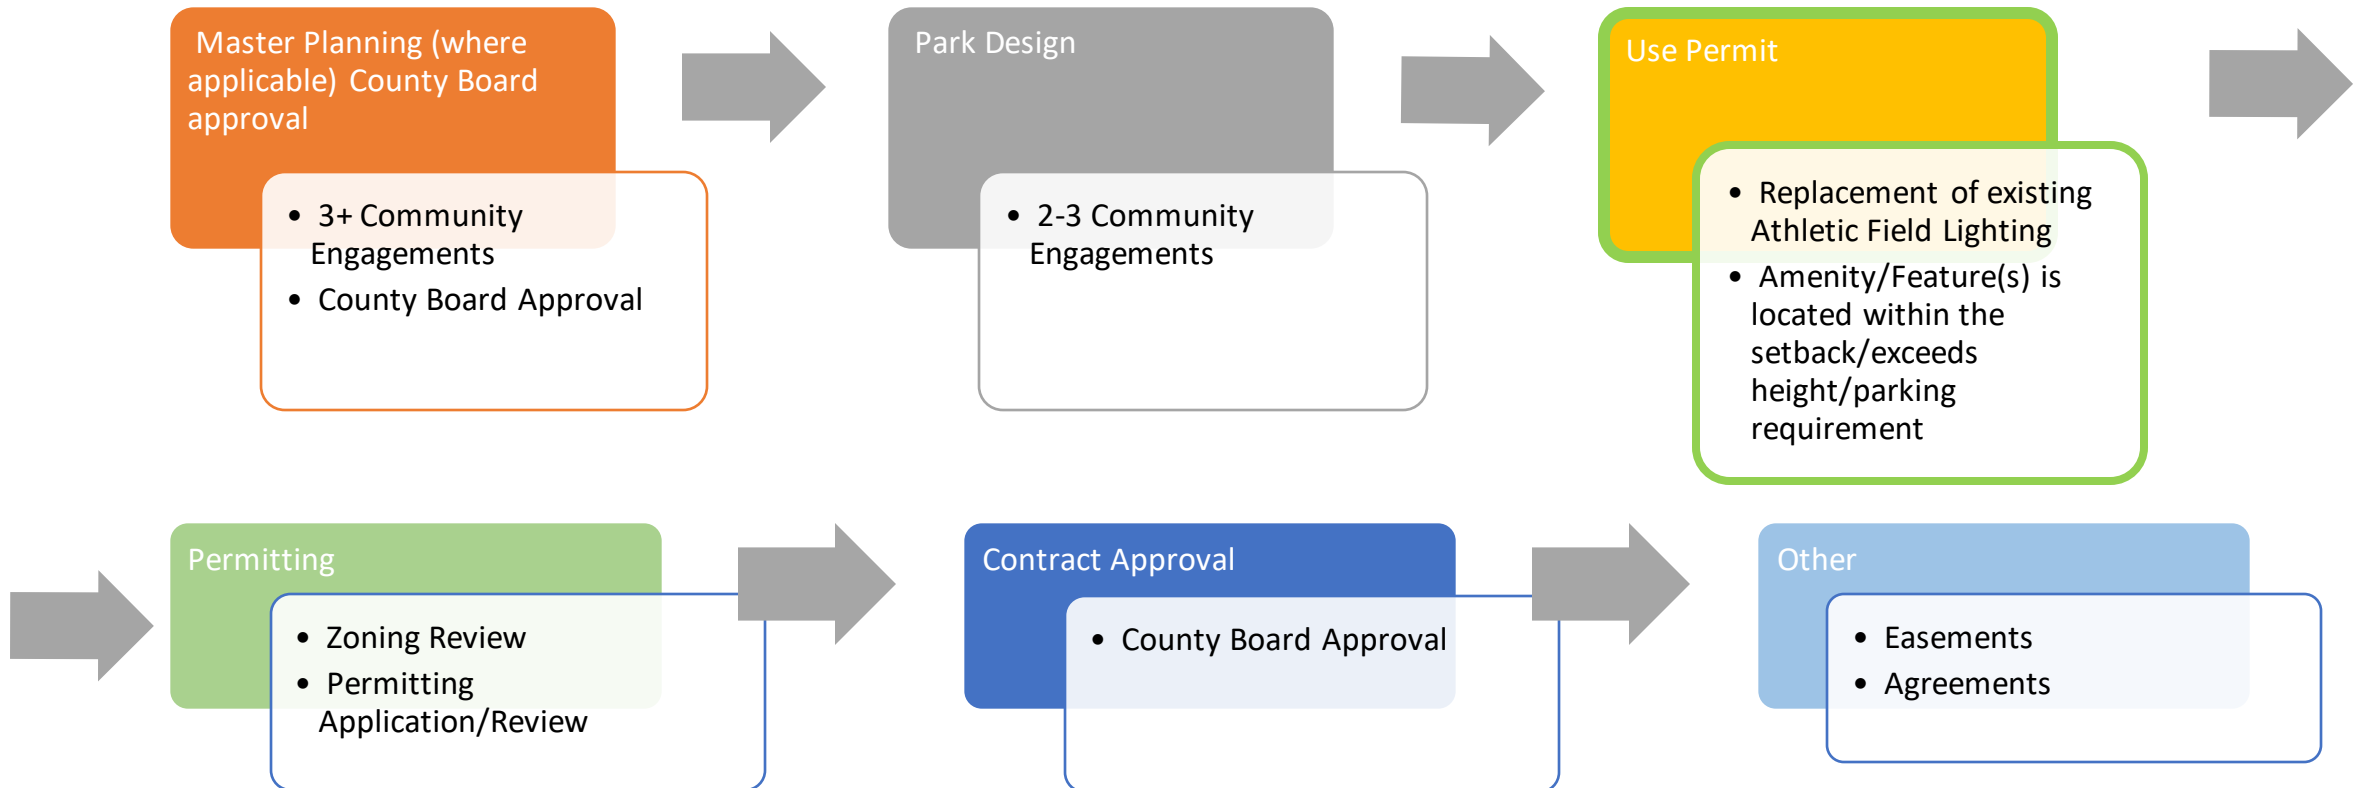 Master Planning (where
applicable) County Board
approval
• 3+ Community
Engagements
• County Board Approval
Park Design
• 2-3 Community
Engagements
Use Permit
• Replacement of existing
Athletic Field Lighting
• Amenity/Feature(s) is
located within the
setback/exceeds
height/parking
requirement
Permitting
• Zoning Review
• Permitting
Application/Review
Contract Approval
• County Board Approval
Other
• Easements
• Agreements